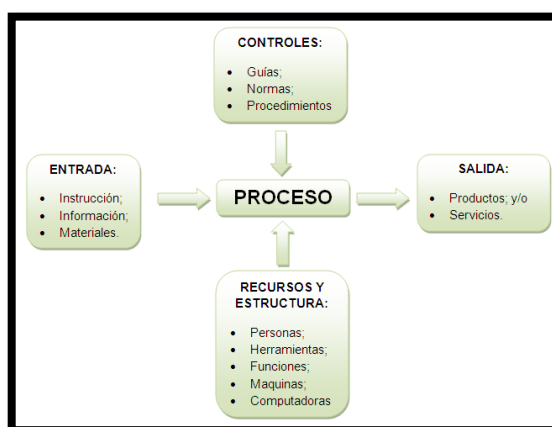 CONTROLES:
• Guías;
• Normas;
• Procedimientos
ENTRADA:
• Instrucción;
• Información;
• Materiales.
PROCESO
SALIDA:
• Productos; y/o
• Servicios.
RECURSOS Y
ESTRUCTURA:
• Personas;
• Herramientas;
• Funciones;
• Maquinas;
• Computadoras